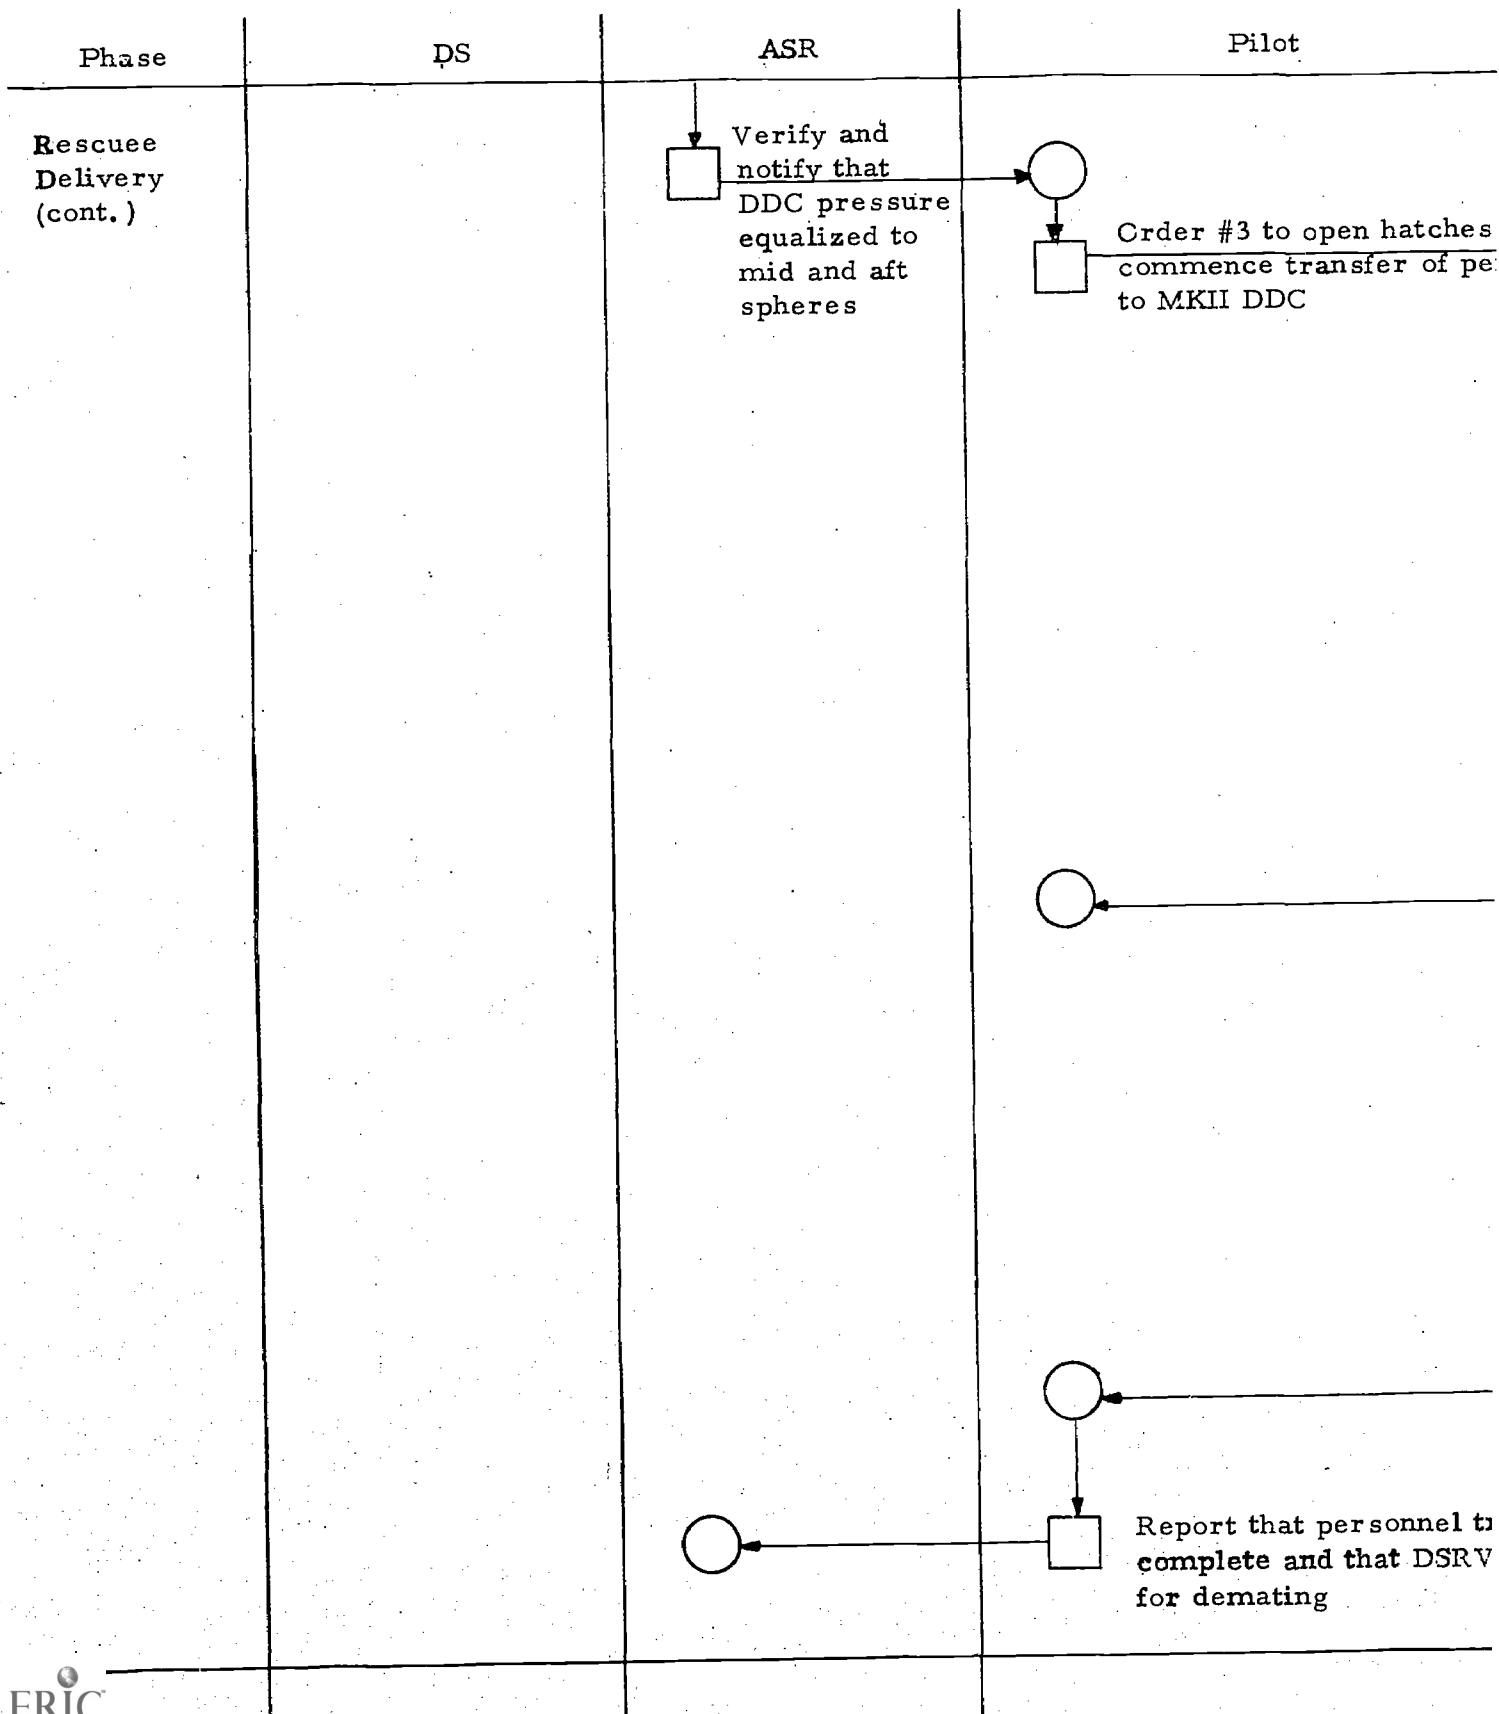 Phase DS ASR Pilot
Rescuee
Delivery
(cont.)
Verify and
notify that
DDC pressure
equalized to
mid and aft
spheres
Order #3 to open hatches
commence transfer of
to MKII DDC
Report that personnel
complete and that DSRV
for demating
ERIC